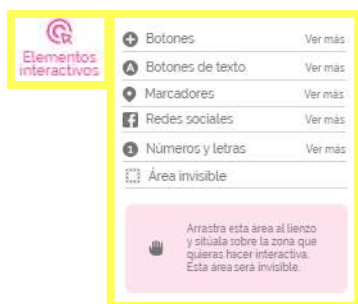 Elementos
interactivos
Botones Ver más
Botones de texto Ver más
Marcadores Ver más
Redes sociales Ver más
Números y letras Ver más
Área invisible
Arrastra esta área al lienzo
y sitúala sobre la zona que
quieras hacer interactiva.
Esta área será invisible.